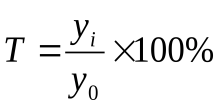 T = y_i / y_0 × 100%